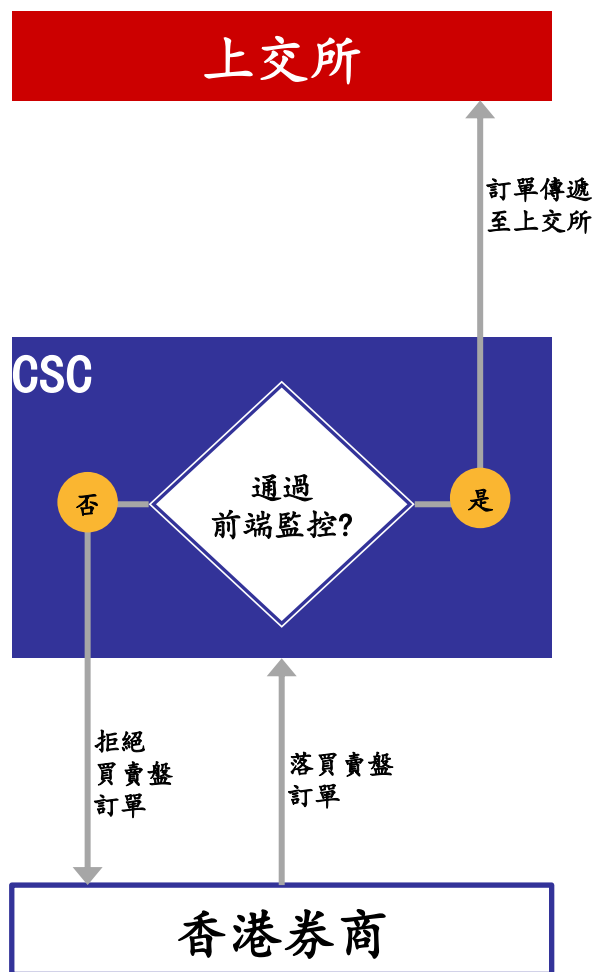 上交所
訂單傳遞
至上交所
CSC
通過
前端監控?
否
是
拒絕
買賣盤
訂單
落買賣盤
訂單
香港券商